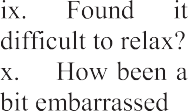 ix. Found it
difficult to relax?
x. How been a
bit embarrassed